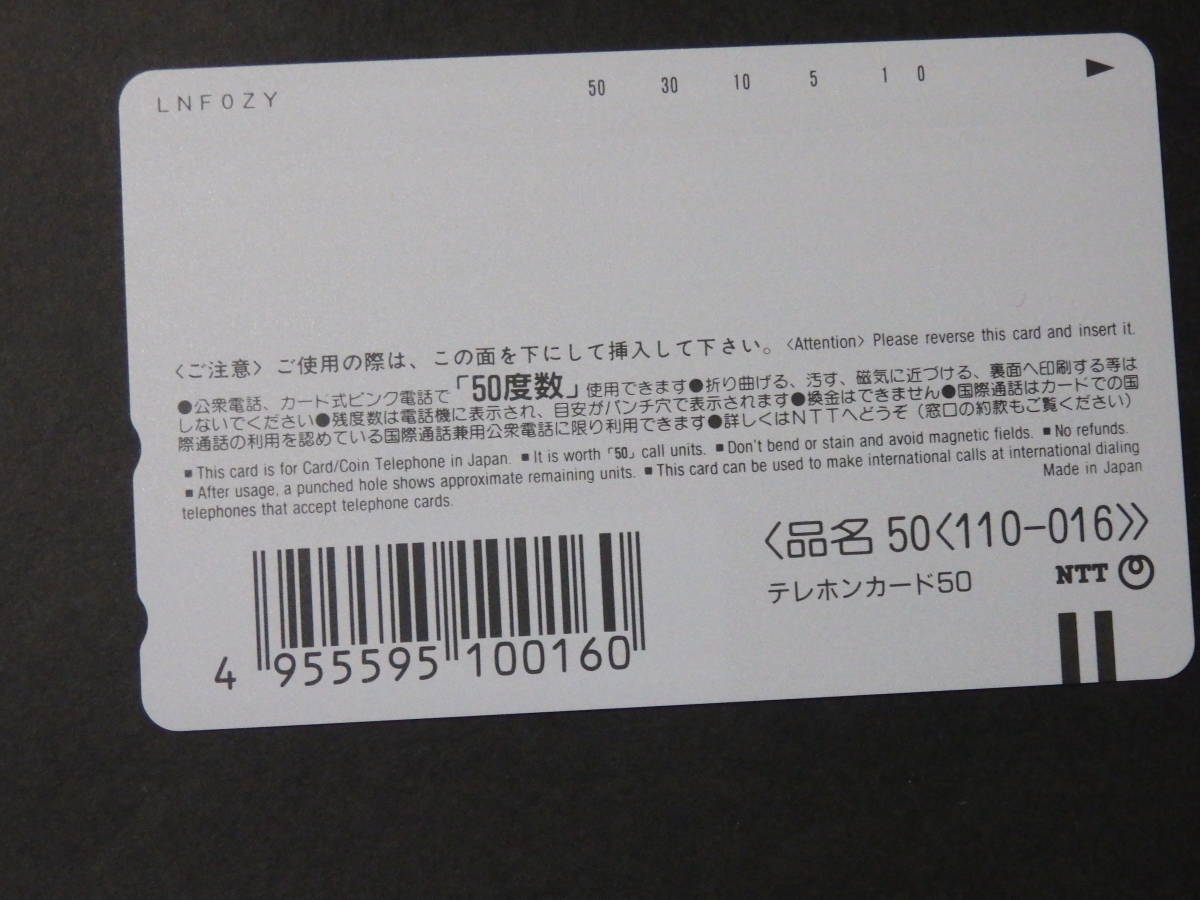 LNF0ZY
50 30 10 5 1 0
〈ご注意〉ご使用の際は、この面を下にして挿入して下さい。〈Attention〉Please reverse this card and insert it.
●公衆電話、カード式ピンク電話で「50度数」使用できます●折り曲げる、汚す、磁気に近づける、裏面へ印刷する等は
しないでください●残度数は電話機に表示され、目安がパンチ穴で表示されます●換金はできません●国際通話はカードでの国
際通話の利用を認めている国際通話兼用公衆電話に限り利用できます●詳しくはNTTへどうぞ（窓口の約款もご覧ください）
■This card is for Card/Coin Telephone in Japan. ■It is worth「50」call units. ■Don't bend or stain and avoid magnetic fields. ■No refunds.
■After usage, a punched hole shows approximate remaining units. ■This card can be used to make international calls at international dialing
telephones that accept telephone cards. Made in Japan
〈品名 50〈110-016〉〉
テレホンカード50 NTT
4 955595 100160